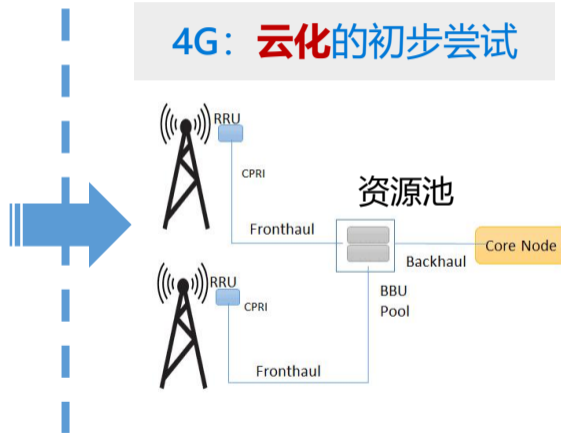 4G：云化的初步尝试
RRU
CPRI
资源池
Fronthaul
Backhaul
Core Node
RRU
CPRI
BBU
Pool
Fronthaul